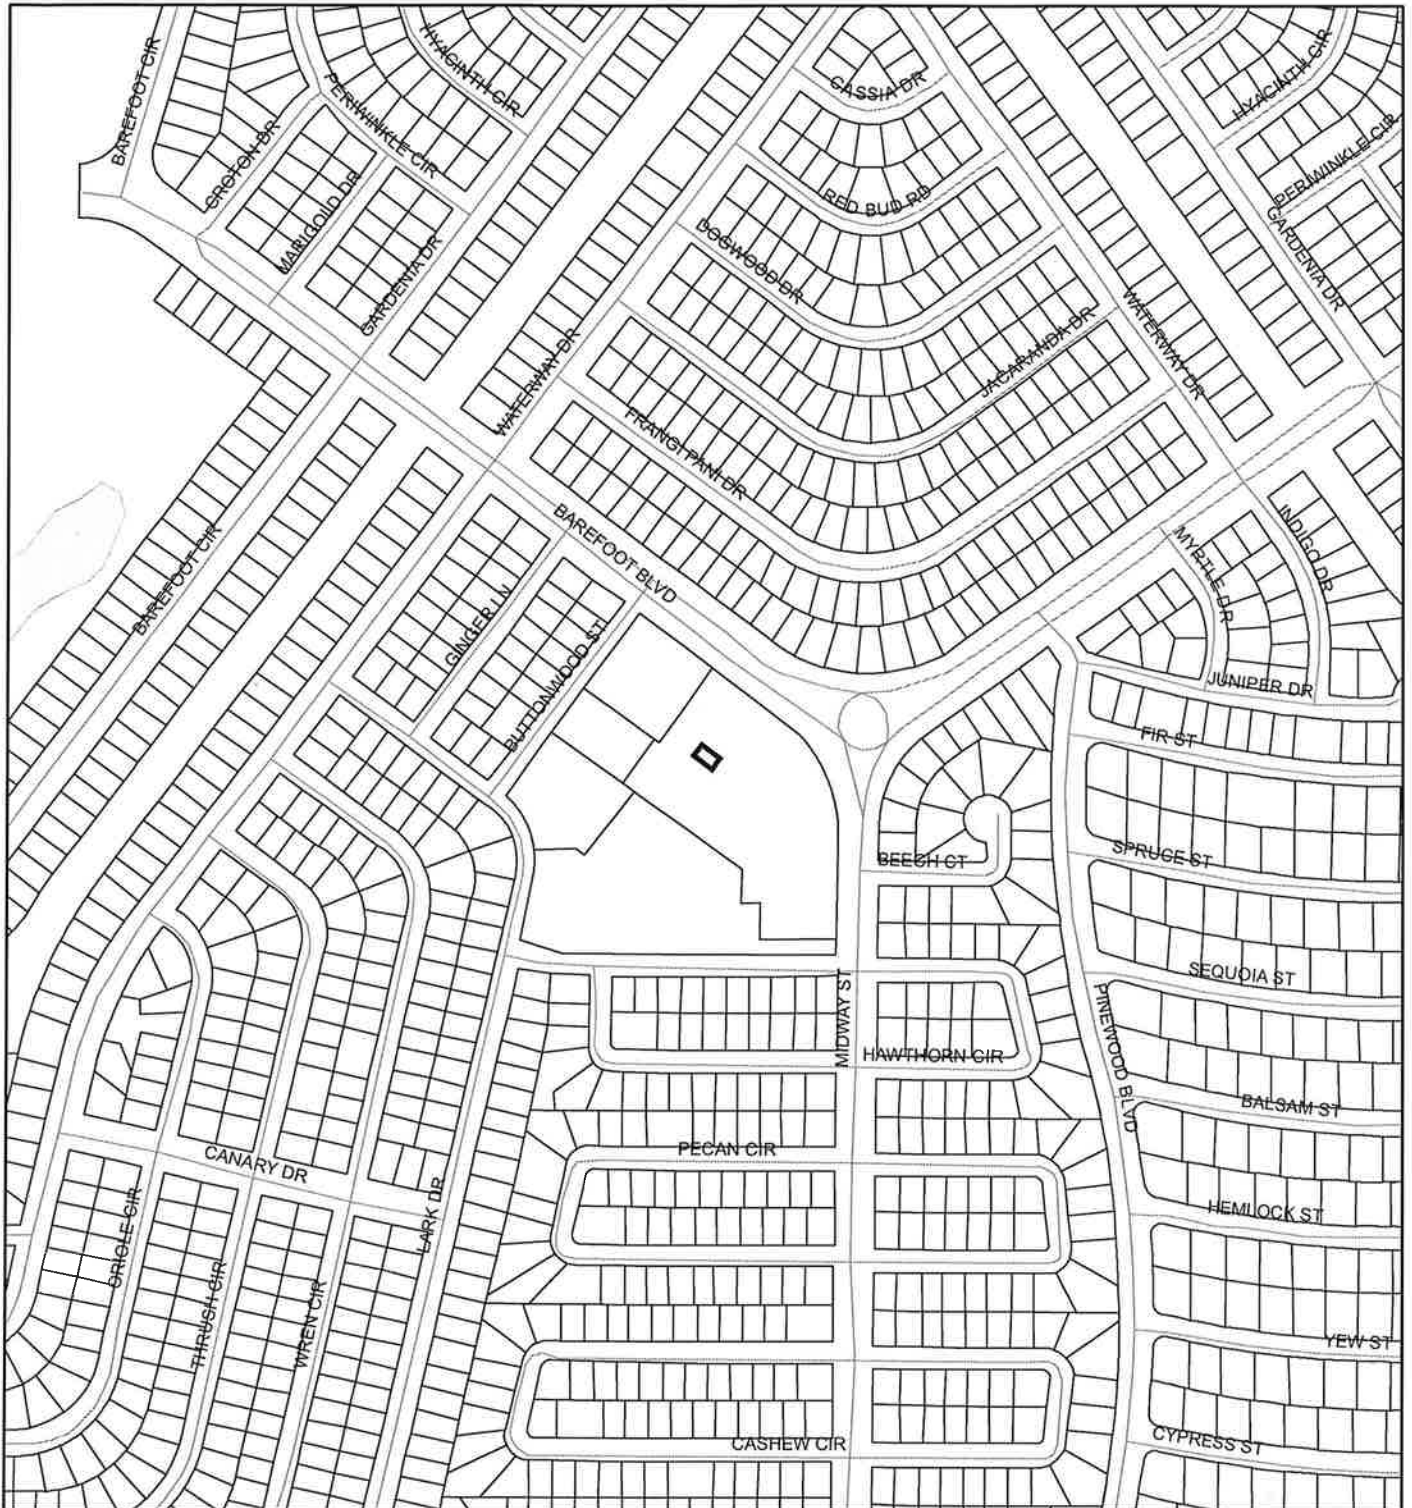 BAREFOOT CIR
HYACINTH CIR
PERIWINKLE CIR
CROTON DR
MARIGOLD DR
GARDENIA DR
CASSIA DR
RED BUD RD
DOGWOOD DR
JACARANDA DR
HYACINTH CIR
PERIWINKLE CIR
GARDENIA DR
WATERWAY DR
WATERWAY DR
FRANGI PANI DR
BAREFOOT BLVD
BAREFOOT CIR
GINGER LN
BUTTONWOOD ST
INDIGO DR
MYRTLE DR
JUNIPER DR
FIR ST
SPRUCE ST
BEECH CT
SEQUOIA ST
MIDWAY ST
PINEWOOD BLVD
HAWTHORN CIR
BALSAM ST
PECAN CIR
CANARY DR
LARK DR
ORIOLE CIR
THRUSH CIR
WREN CIR
HEMLOCK ST
YEW ST
CASHEW CIR
CYPRESS ST